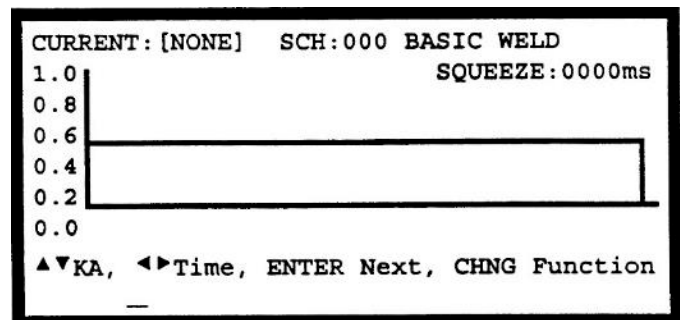 CURRENT:[NONE] SCH:000 BASIC WELD
1.0 SQUEEZE:0000ms
0.8
0.6
0.4
0.2
0.0
▲▼KA, ◀▶Time, ENTER Next, CHNG Function